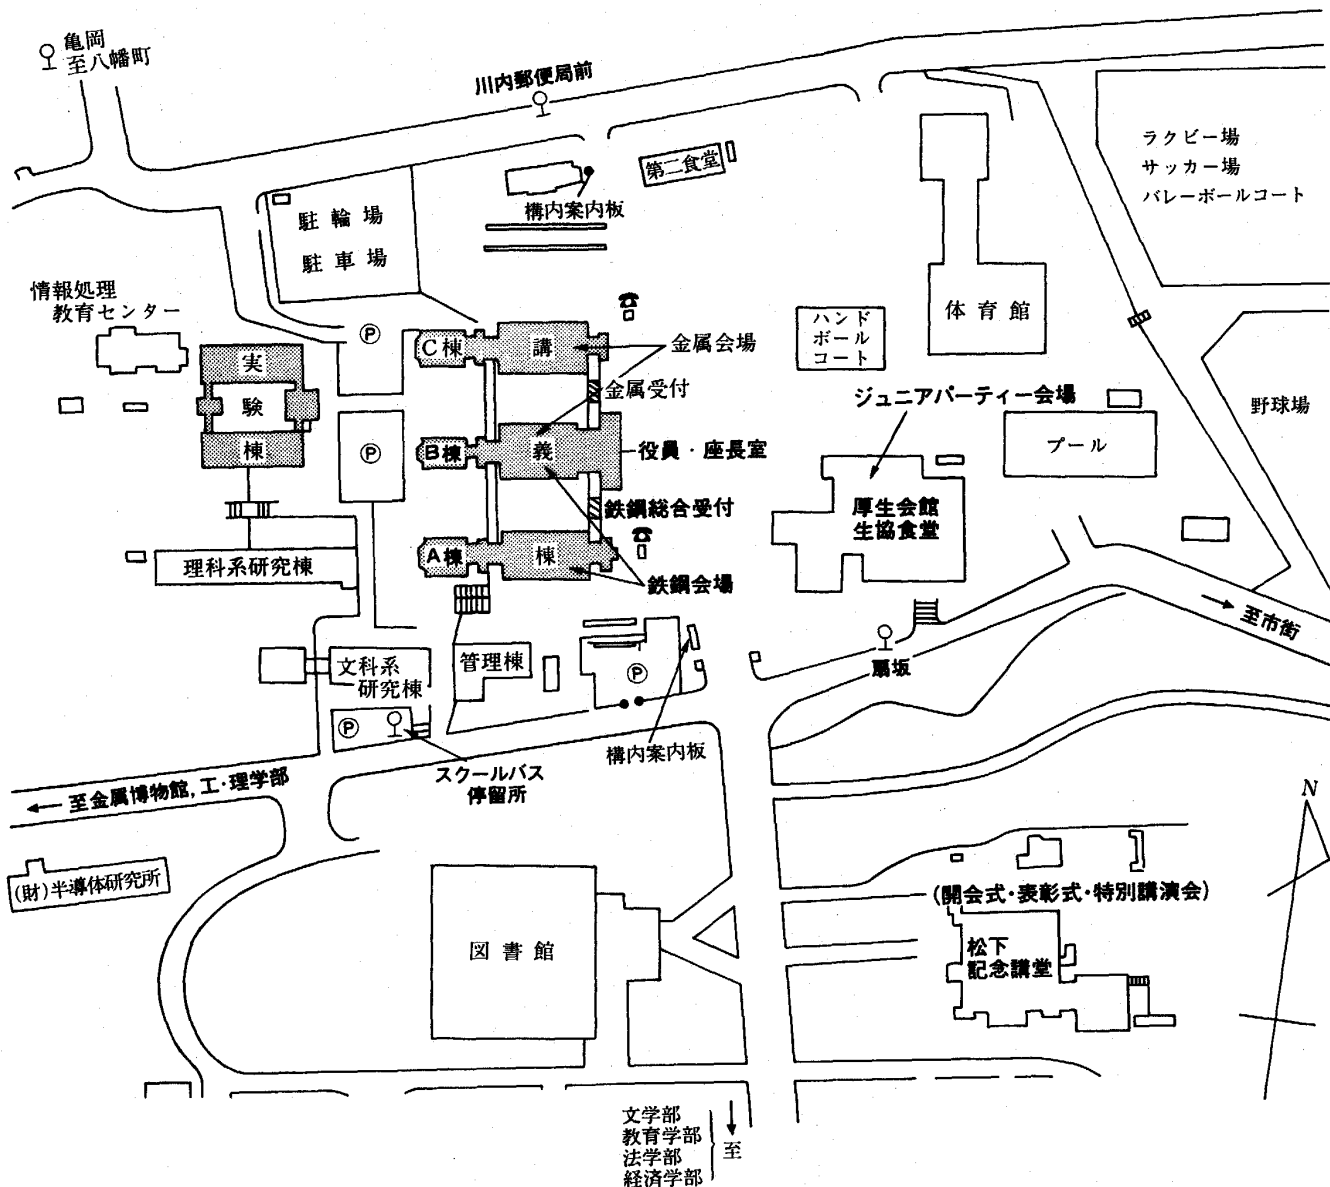 亀岡
至八幡町
川内郵便局前
ラクビー場
サッカー場
バレーボールコート
第二食堂
構内案内板
駐輪場
駐車場
情報処理
教育センター
体育館
ハンド
ボール
コート
C棟
講
金属会場
実
験
棟
P
金属受付
ジュニアパーティー会場
野球場
プール
B棟
義
役員・座長室
P
鉄鋼総合受付
厚生会館
生協食堂
A棟
棟
理科系研究棟
鉄鋼会場
至市街
扇坂
文科系
研究棟
管理棟
P
P
構内案内板
スクールバス
停留所
至金属博物館,工・理学部
N
(財)半導体研究所
(開会式・表彰式・特別講演会)
松下
記念講堂
図書館
文学部
教育学部
法学部
経済学部
至